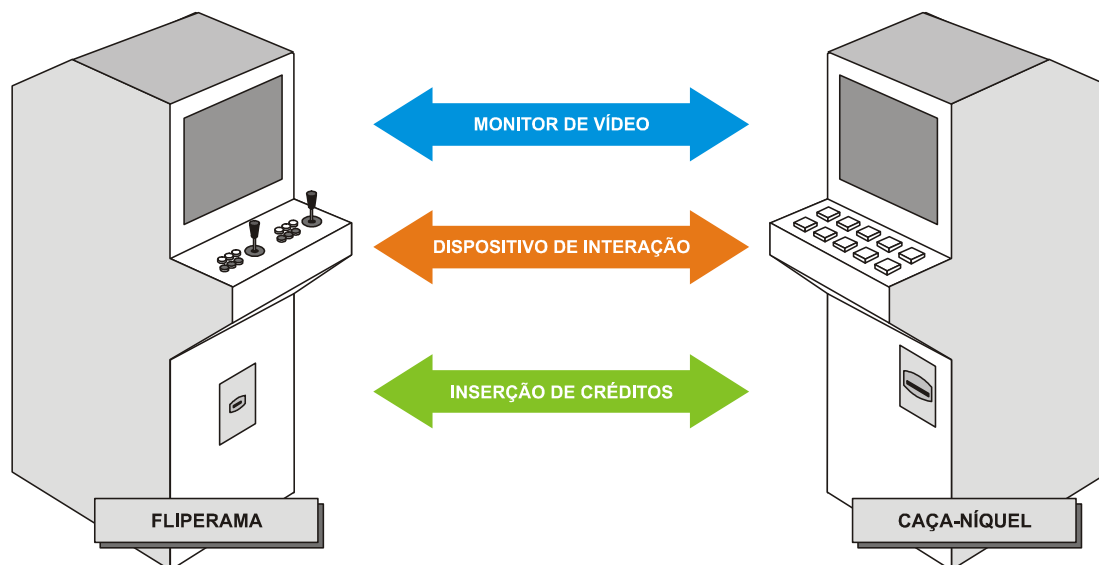 MONITOR DE VÍDEO
DISPOSITIVO DE INTERAÇÃO
INSERÇÃO DE CRÉDITOS
FLIPERAMA
CAÇA-NÍQUEL